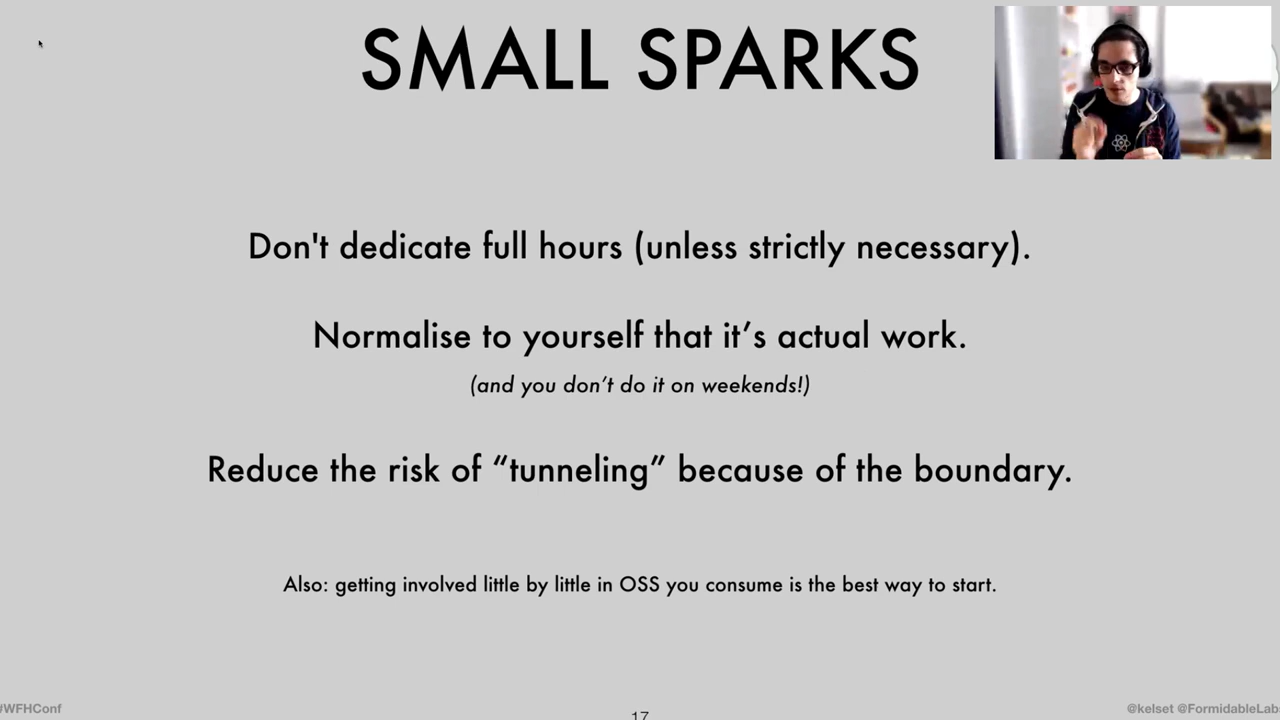 SMALL SPARKS
Don't dedicate full hours (unless strictly necessary).
Normalise to yourself that it’s actual work.
(and you don’t do it on weekends!)
Reduce the risk of “tunneling” because of the boundary.
Also: getting involved little by little in OSS you consume is the best way to start.
#WFHConf
17
@kelset @FormidableLabs